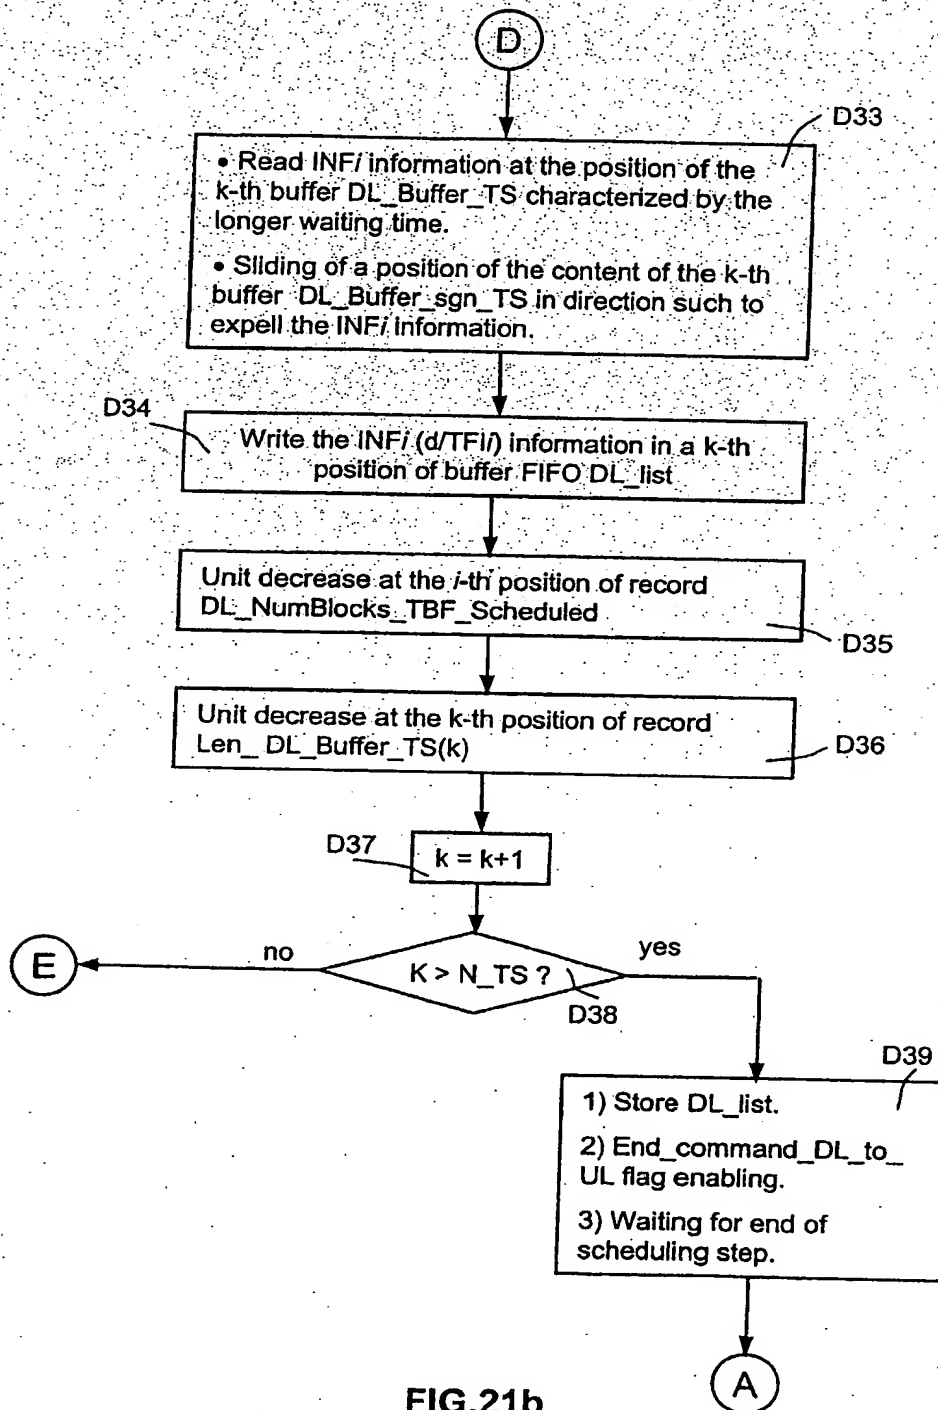 D
D33
• Read INFi information at the position of the
k-th buffer DL_Buffer_TS characterized by the
longer waiting time.
• Sliding of a position of the content of the k-th
buffer DL_Buffer_sgn_TS in direction such to
expell the INFi information.
D34
Write the INFi (d/TFIi) information in a k-th
position of buffer FIFO DL_list
Unit decrease at the i-th position of record
DL_NumBlocks_TBF_Scheduled
D35
Unit decrease at the k-th position of record
Len_ DL_Buffer_TS(k)
D36
D37
k = k+1
E
no
K > N_TS ?
yes
D38
D39
1) Store DL_list.
2) End_command_DL_to_
UL flag enabling.
3) Waiting for end of
scheduling step.
A
FIG.21b